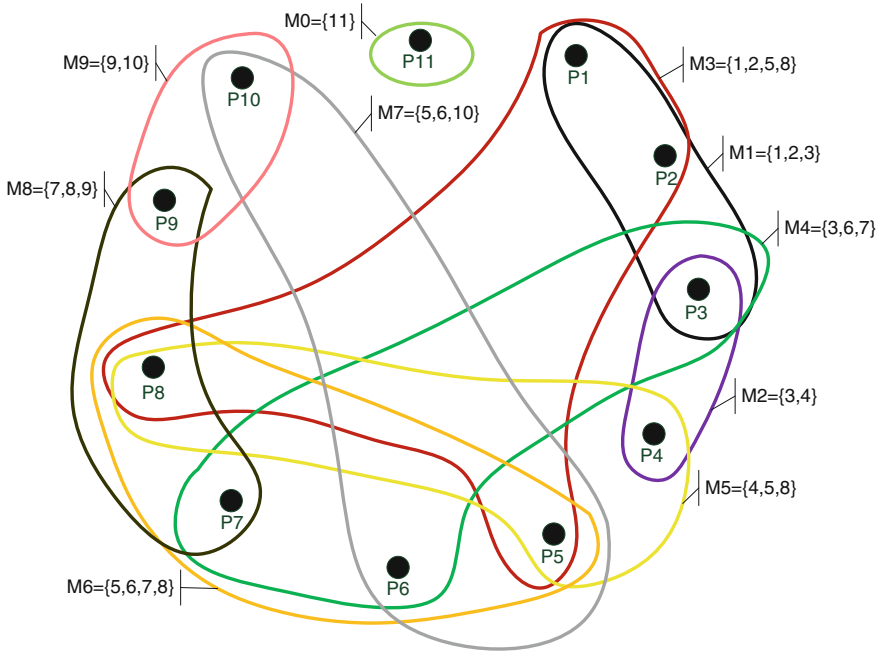 M0={11}
M9={9,10}
P11
P1
M3={1,2,5,8}
P10
M7={5,6,10}
M1={1,2,3}
P2
M8={7,8,9}
P9
M4={3,6,7}
P3
P8
M2={3,4}
P4
M5={4,5,8}
P7
P5
P6
M6={5,6,7,8}